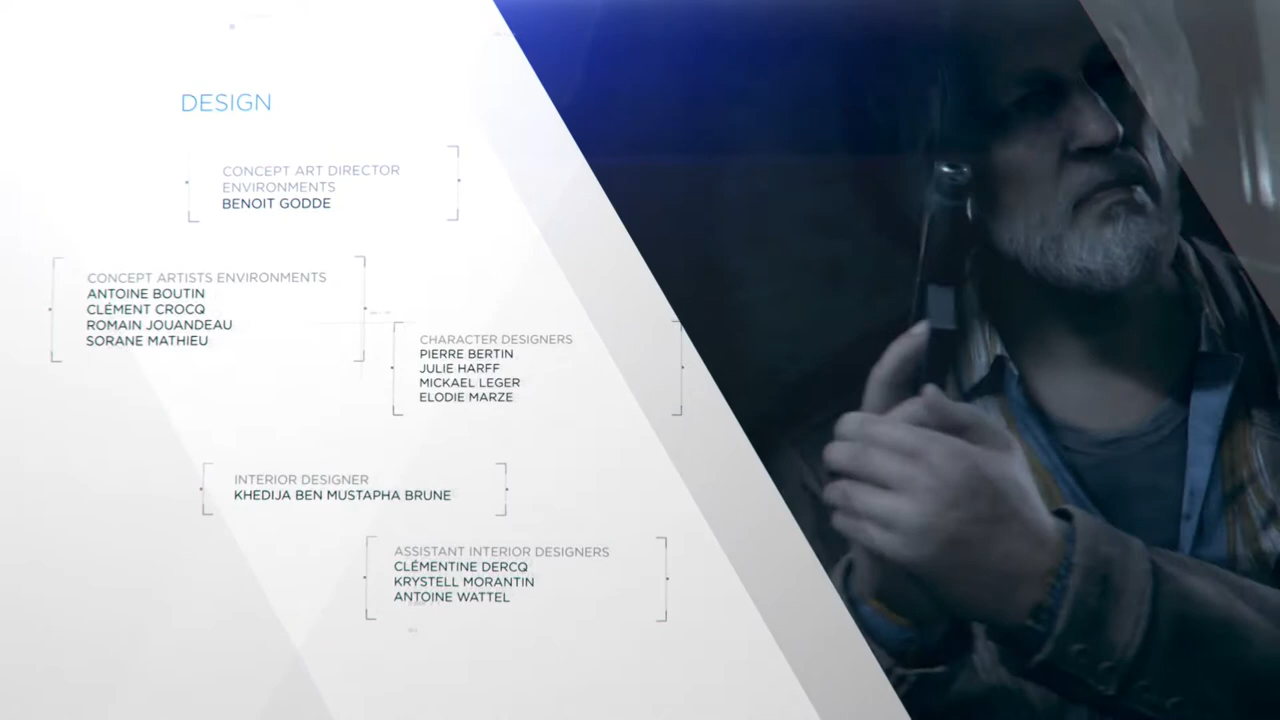 DESIGN
CONCEPT ART DIRECTOR
ENVIRONMENTS
BENOIT GODDE
CONCEPT ARTISTS ENVIRONMENTS
ANTOINE BOUTIN
CLÉMENT CROCQ
ROMAIN JOUANDEAU
SORANE MATHIEU
CHARACTER DESIGNERS
PIERRE BERTIN
JULIE HARFF
MICKAEL LEGER
ELODIE MARZE
INTERIOR DESIGNER
KHEDIJA BEN MUSTAPHA BRUNE
ASSISTANT INTERIOR DESIGNERS
CLÉMENTINE DERCQ
KRYSTELL MORANTIN
ANTOINE WATTEL